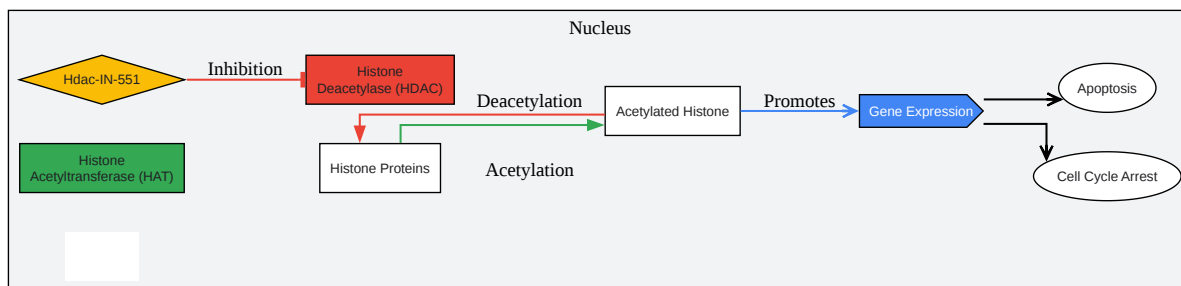 Nucleus
Hdac-IN-551
Inhibition
Histone
Deacetylase (HDAC)
Deacetylation
Acetylated Histone
Promotes
Gene Expression
Apoptosis
Histone
Acetyltransferase (HAT)
Histone Proteins
Acetylation
Cell Cycle Arrest